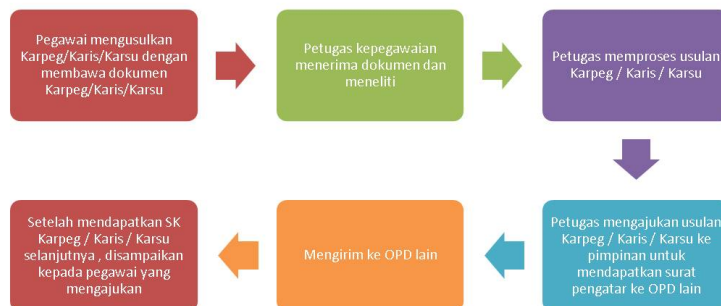 Pegawai mengusulkan
Karpeg/Karis/Karsu dengan
membawa dokumen
Karpeg/Karis/Karsu
Petugas kepegawaian
menerima dokumen dan
meneliti
Petugas memproses usulan
Karpeg / Karis / Karsu
Petugas mengajukan usulan
Karpeg / Karis / Karsu ke
pimpinan untuk
mendapatkan surat
pengatar ke OPD lain
Mengirim ke OPD lain
Setelah mendapatkan SK
Karpeg / Karis / Karsu
selanjutnya , disampaikan
kepada pegawai yang
mengajukan